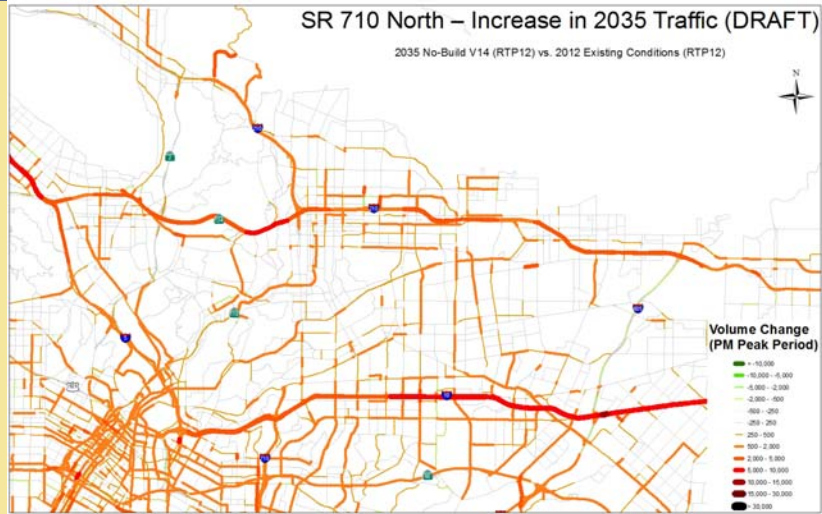 SR 710 North – Increase in 2035 Traffic (DRAFT)
2035 No-Build V14 (RTP12) vs. 2012 Existing Conditions (RTP12)
N
2
5
10
Volume Change
(PM Peak Period)
-10,000 - -5,000
-5,000 - -2,000
-2,000 - -500
-500 - -250
-250 - 250
250 - 500
500 - 2,000
2,000 - 5,000
5,000 - 10,000
10,000 - 15,000
15,000 - 30,000
> 30,000